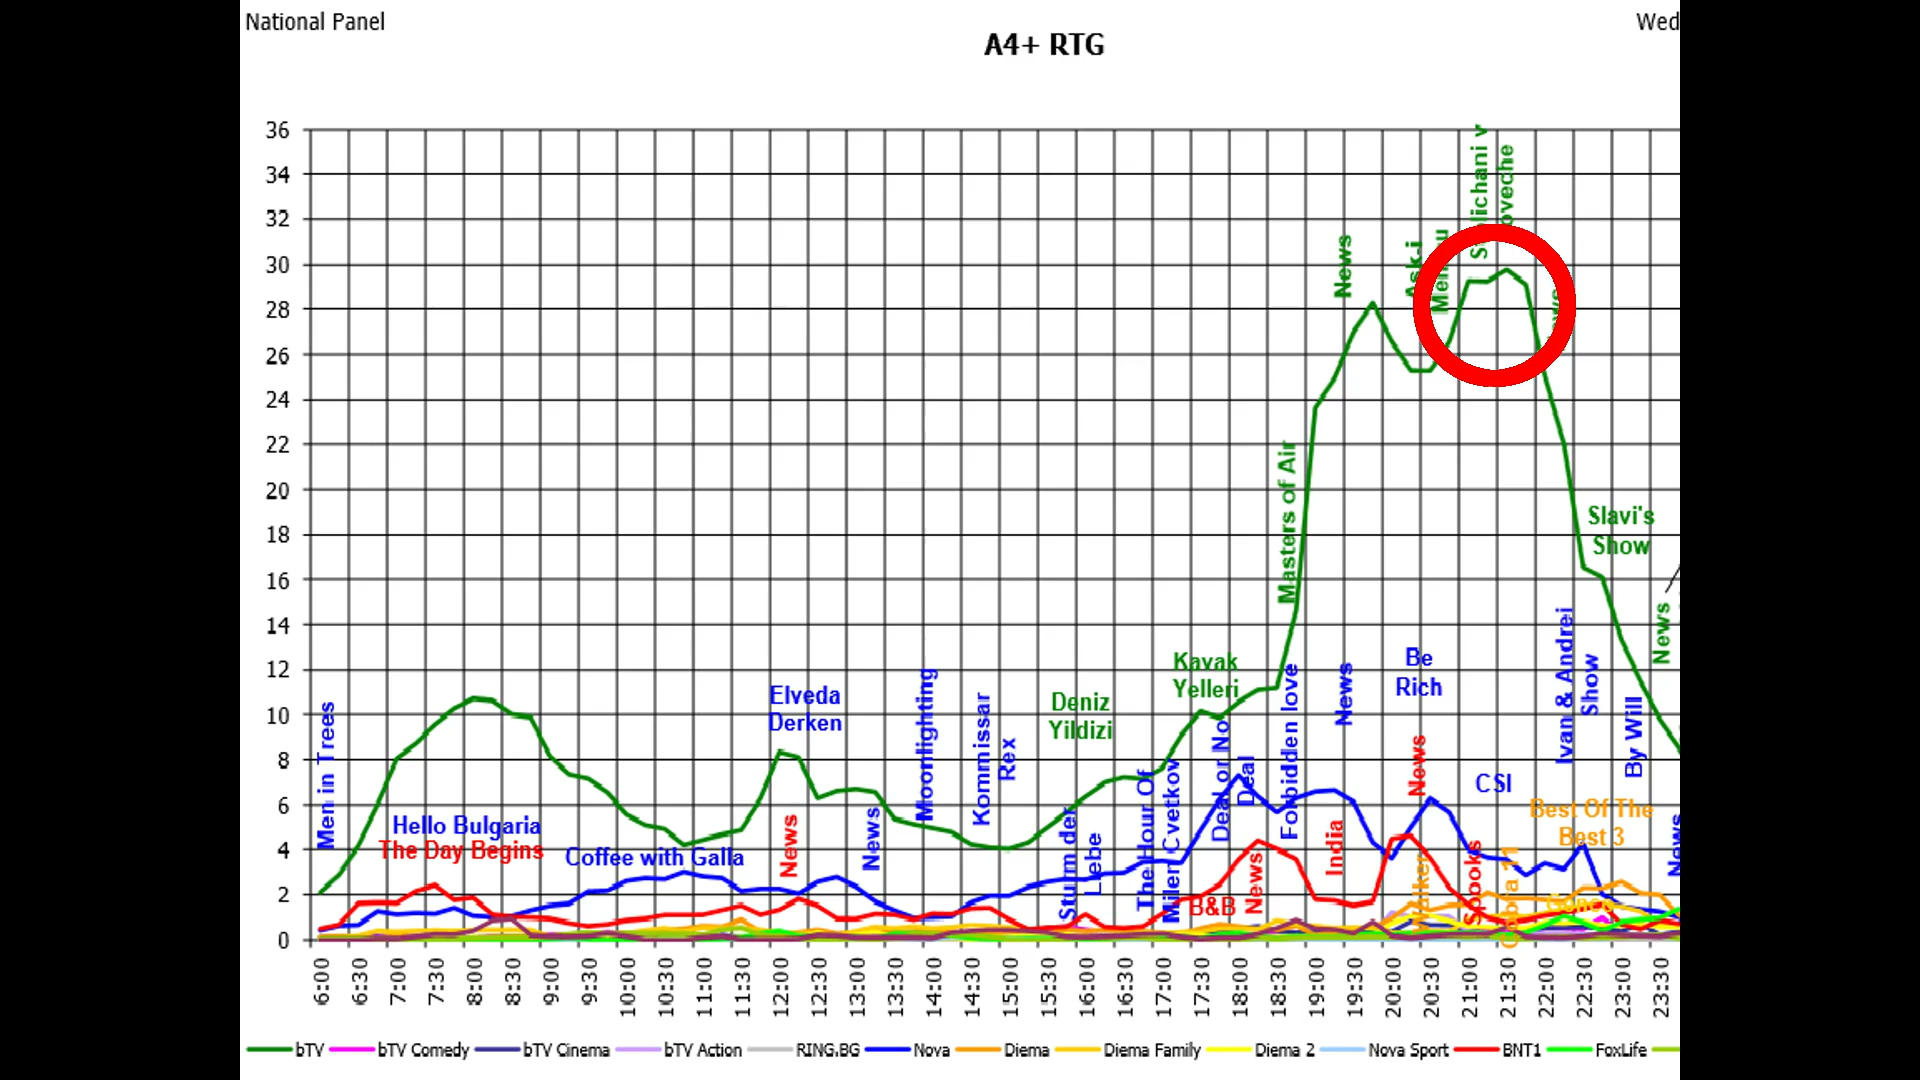 National Panel
Wed
A4+ RTG
36
34
32
30
28
26
24
22
20
18
16
14
12
10
8
6
4
2
0
Men in Trees
Hello Bulgaria
The Day Begins
Coffee with Galla
Elveda
Derken
News
News
Moonlighting
Kommissar
Rex
Deniz
Yildizi
Sturm der
Liebe
The Hour Of
Milen Cvetkov
Kavak
Yelleri
Deal or No
Deal
B&B
News
Masters of Air
Forbidden love
News
News
India
Be
Rich
News
CSI
Spooks
Ivan & Andrei
Show
Best Of The
Best 3
Slavi's
Show
By Will
News
News
6:00
6:30
7:00
7:30
8:00
8:30
9:00
9:30
10:00
10:30
11:00
11:30
12:00
12:30
13:00
13:30
14:00
14:30
15:00
15:30
16:00
16:30
17:00
17:30
18:00
18:30
19:00
19:30
20:00
20:30
21:00
21:30
22:00
22:30
23:00
23:30
bTV
bTV Comedy
bTV Cinema
bTV Action
RING.BG
Nova
Diema
Diema Family
Diema 2
Nova Sport
BNT1
FoxLife